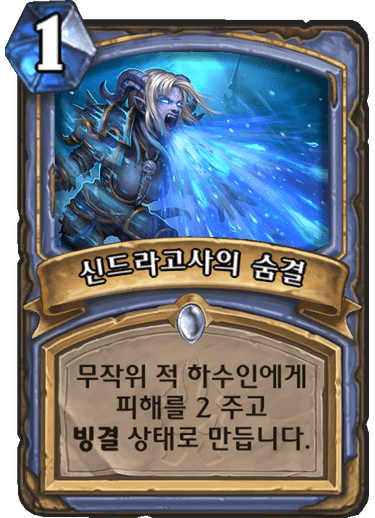 1
신드라고사의 숨결
무작위 적 하수인에게
피해를 2 주고
빙결 상태로 만듭니다.